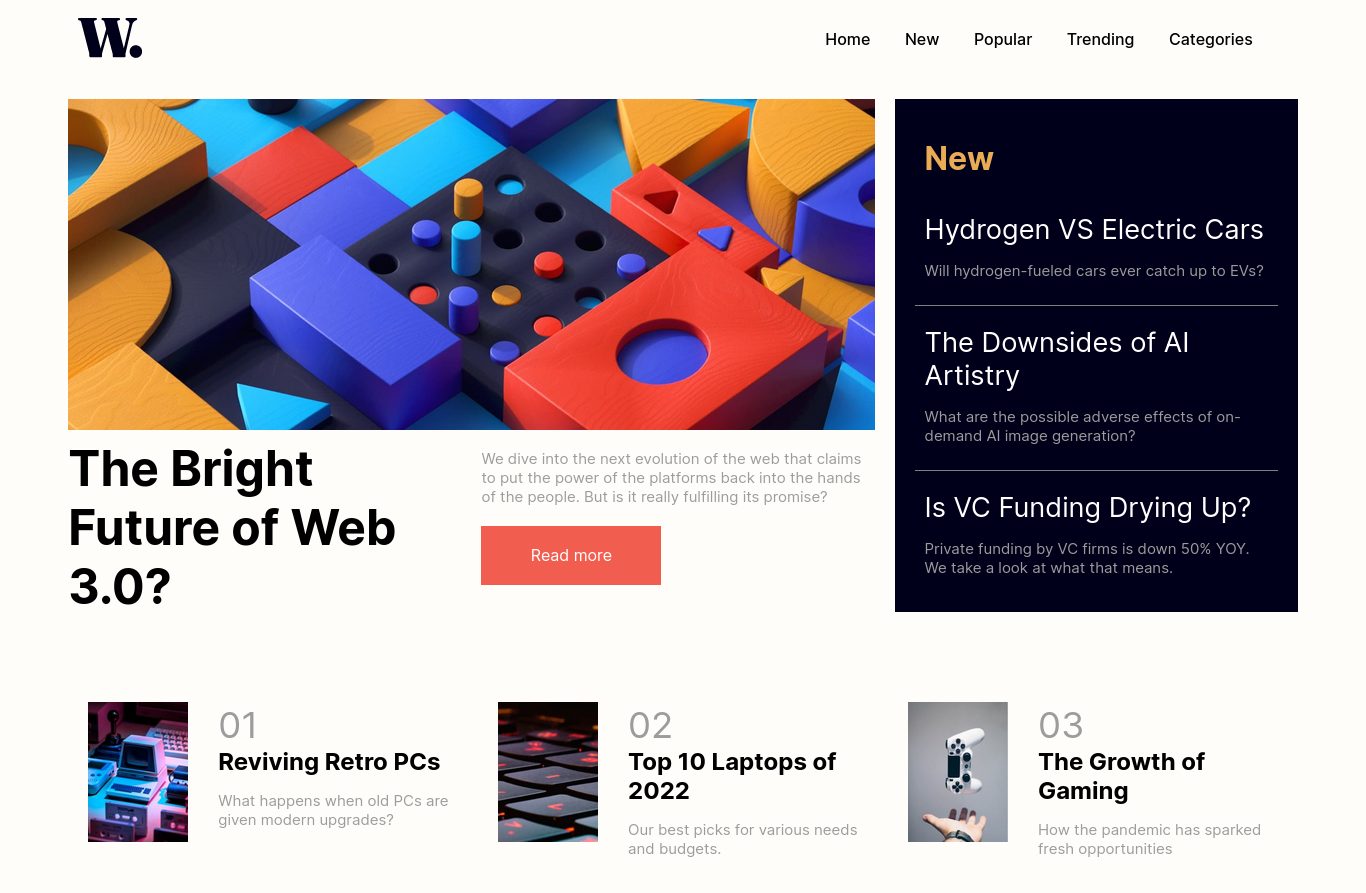 W.
Home New Popular Trending Categories
The Bright
Future of Web
3.0?
We dive into the next evolution of the web that claims
to put the power of the platforms back into the hands
of the people. But is it really fulfilling its promise?
Read more
New
Hydrogen VS Electric Cars
Will hydrogen-fueled cars ever catch up to EVs?
The Downsides of AI
Artistry
What are the possible adverse effects of on-
demand AI image generation?
Is VC Funding Drying Up?
Private funding by VC firms is down 50% YOY.
We take a look at what that means.
01
Reviving Retro PCs
What happens when old PCs are
given modern upgrades?
02
Top 10 Laptops of
2022
Our best picks for various needs
and budgets.
03
The Growth of
Gaming
How the pandemic has sparked
fresh opportunities